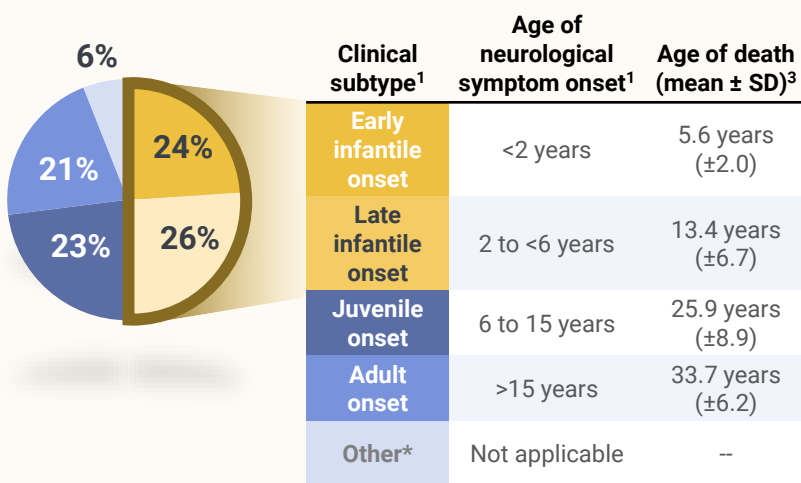 6%
24%
21%
26%
23%
Clinical
subtype¹
Age of
neurological
symptom onset¹
Age of death
(mean ± SD)³
Early
infantile
onset
<2 years
5.6 years
(±2.0)
Late
infantile
onset
2 to <6 years
13.4 years
(±6.7)
Juvenile
onset
6 to 15 years
25.9 years
(±8.9)
Adult
onset
>15 years
33.7 years
(±6.2)
Other*
Not applicable
--